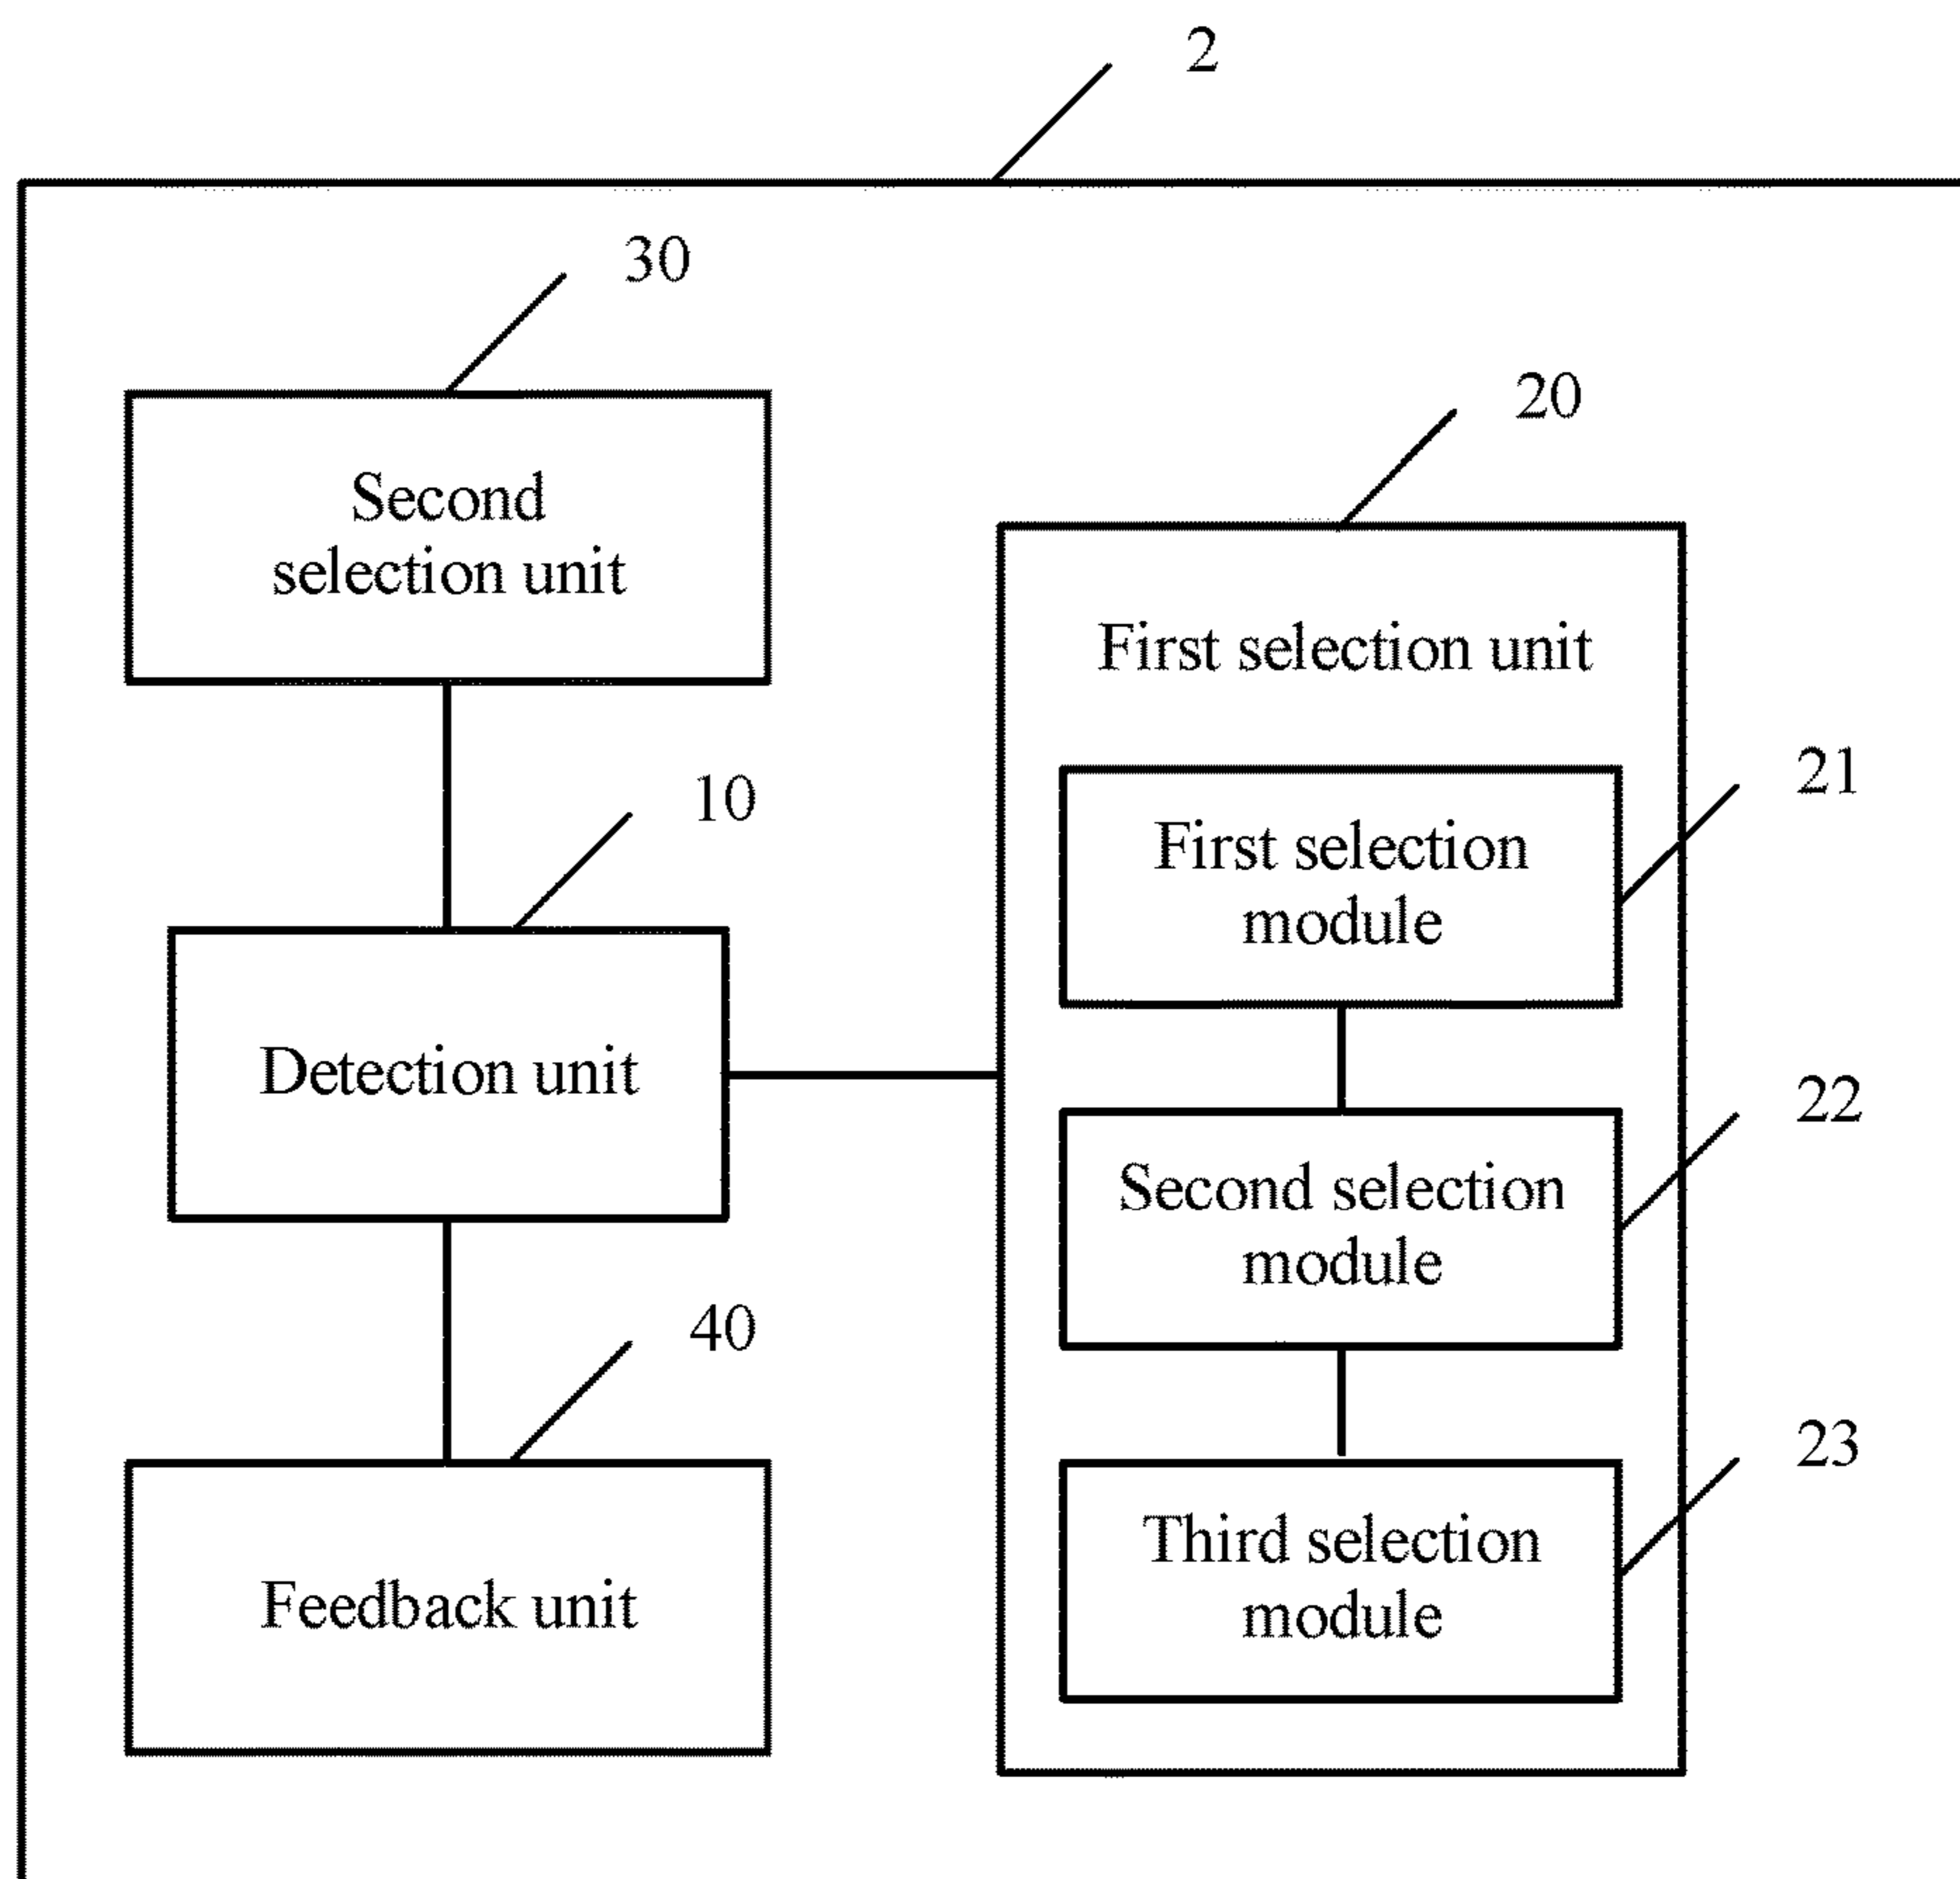 2
30
Second
selection unit
20
First selection unit
21
First selection
module
10
Detection unit
22
Second selection
module
40
Feedback unit
23
Third selection
module